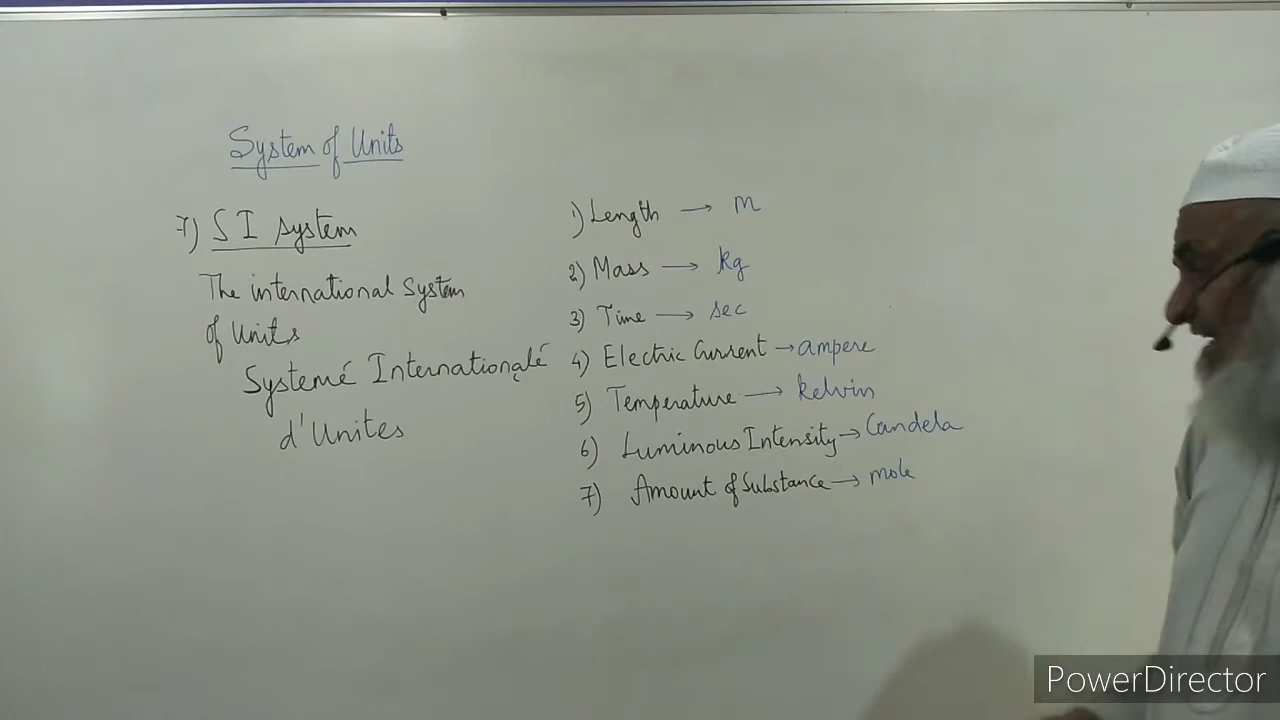 System of Units
7) S I system
The international System
of Units
Systemé Internationalé
d'Unites
1) Length → m
2) Mass → kg
3) Time → sec
4) Electric Current → ampere
5) Temperature → kelvin
6) Luminous Intensity → Candela
7) Amount of Substance → mole
PowerDirector